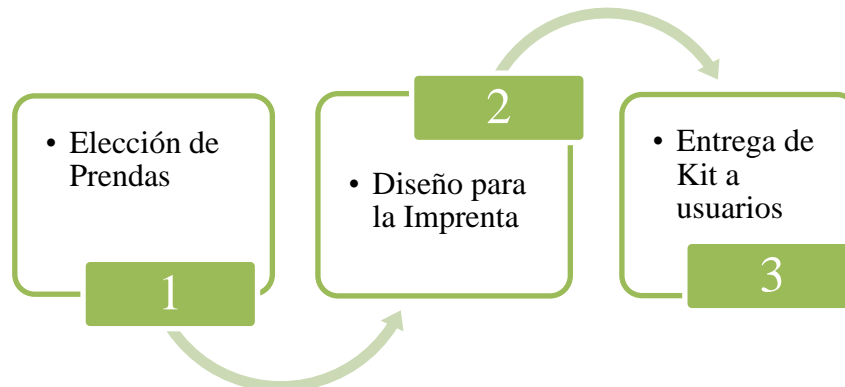 • Elección de
Prendas
1
2
• Diseño para
la Imprenta
• Entrega de
Kit a
usuarios
3